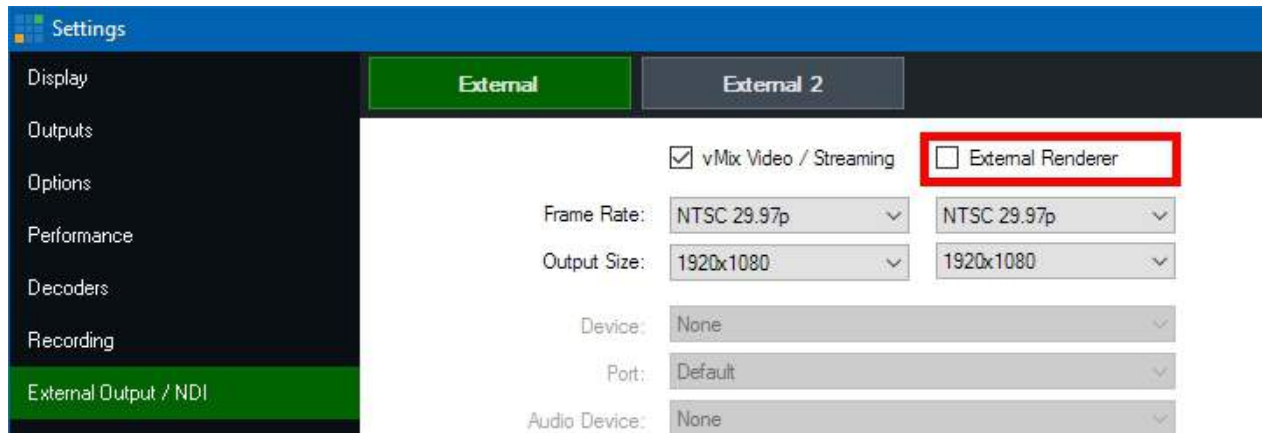 Settings
Display
Outputs
Options
Performance
Decoders
Recording
External Output / NDI
External
External 2
vMix Video / Streaming
External Renderer
Frame Rate: NTSC 29.97p NTSC 29.97p
Output Size: 1920x1080 1920x1080
Device: None
Port: Default
Audio Device: None